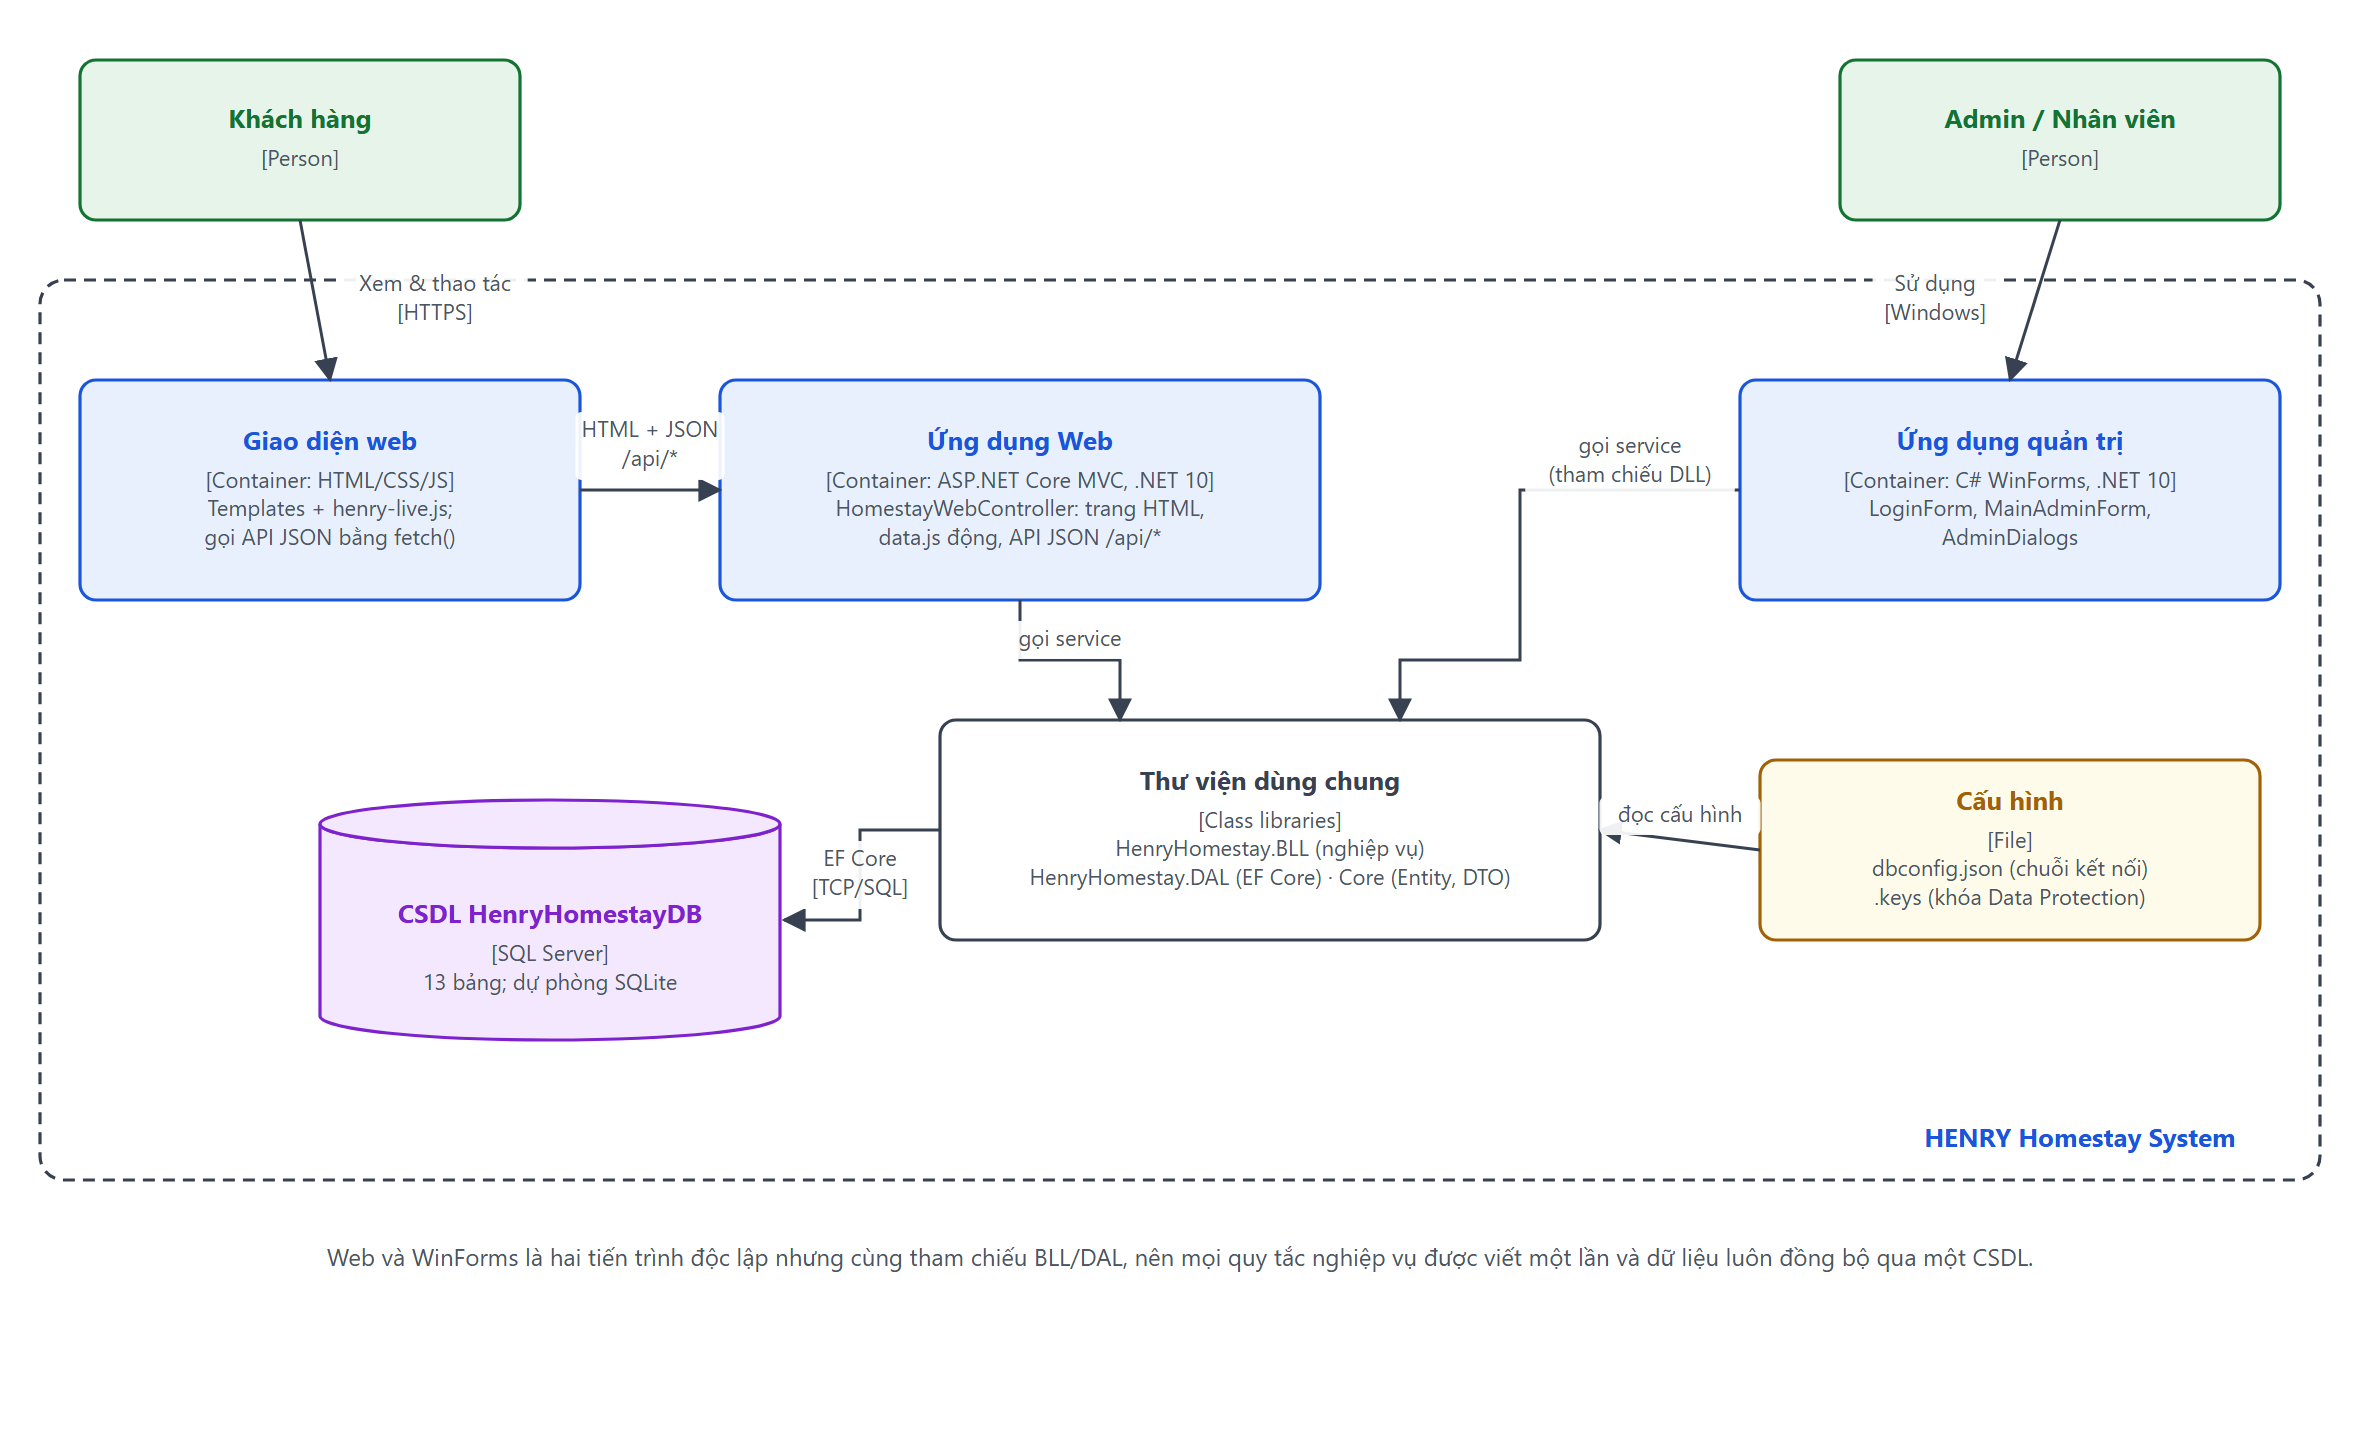 Khách hàng
[Person]
Admin / Nhân viên
[Person]
Xem & thao tác
[HTTPS]
Sử dụng
[Windows]
Giao diện web
[Container: HTML/CSS/JS]
Templates + henry-live.js;
gọi API JSON bằng fetch()
HTML + JSON
/api/*
Ứng dụng Web
[Container: ASP.NET Core MVC, .NET 10]
HomestayWebController: trang HTML,
data.js động, API JSON /api/*
gọi service
(tham chiếu DLL)
Ứng dụng quản trị
[Container: C# WinForms, .NET 10]
LoginForm, MainAdminForm,
AdminDialogs
gọi service
Thư viện dùng chung
[Class libraries]
HenryHomestay.BLL (nghiệp vụ)
HenryHomestay.DAL (EF Core) · Core (Entity, DTO)
đọc cấu hình
Cấu hình
[File]
dbconfig.json (chuỗi kết nối)
.keys (khóa Data Protection)
EF Core
[TCP/SQL]
CSDL HenryHomestayDB
[SQL Server]
13 bảng; dự phòng SQLite
HENRY Homestay System
Web và WinForms là hai tiến trình độc lập nhưng cùng tham chiếu BLL/DAL, nên mọi quy tắc nghiệp vụ được viết một lần và dữ liệu luôn đồng bộ qua một CSDL.